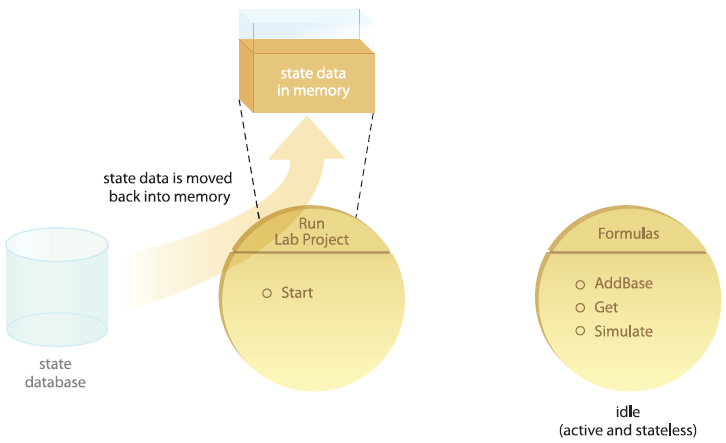 state data
in memory
state data is moved
back into memory
Run
Lab Project
Start
Formulas
AddBase
Get
Simulate
state
database
idle
(active and stateless)